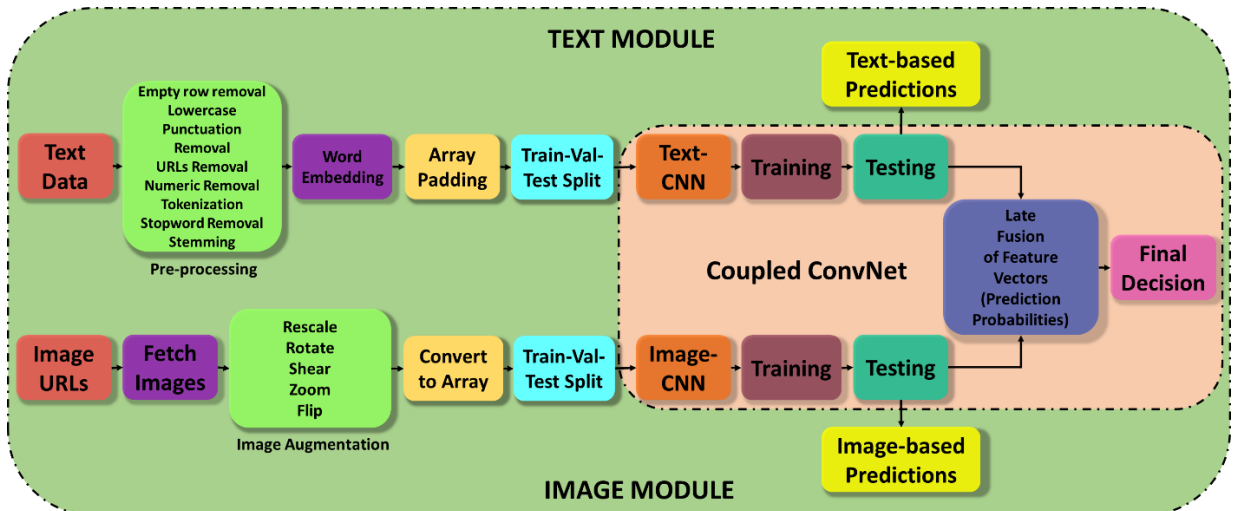 TEXT MODULE
Text-based
Predictions
Empty row removal
Lowercase
Punctuation
Removal
URLs Removal
Numeric Removal
Tokenization
Stopword Removal
Stemming
Pre-processing
Text
Data
Word
Embedding
Array
Padding
Train-Val-
Test Split
Text-
CNN
Training
Testing
Late
Fusion
of Feature
Vectors
(Prediction
Probabilities)
Final
Decision
Coupled ConvNet
Image
URLs
Fetch
Images
Rescale
Rotate
Shear
Zoom
Flip
Image Augmentation
Convert
to Array
Train-Val-
Test Split
Image-
CNN
Training
Testing
Image-based
Predictions
IMAGE MODULE